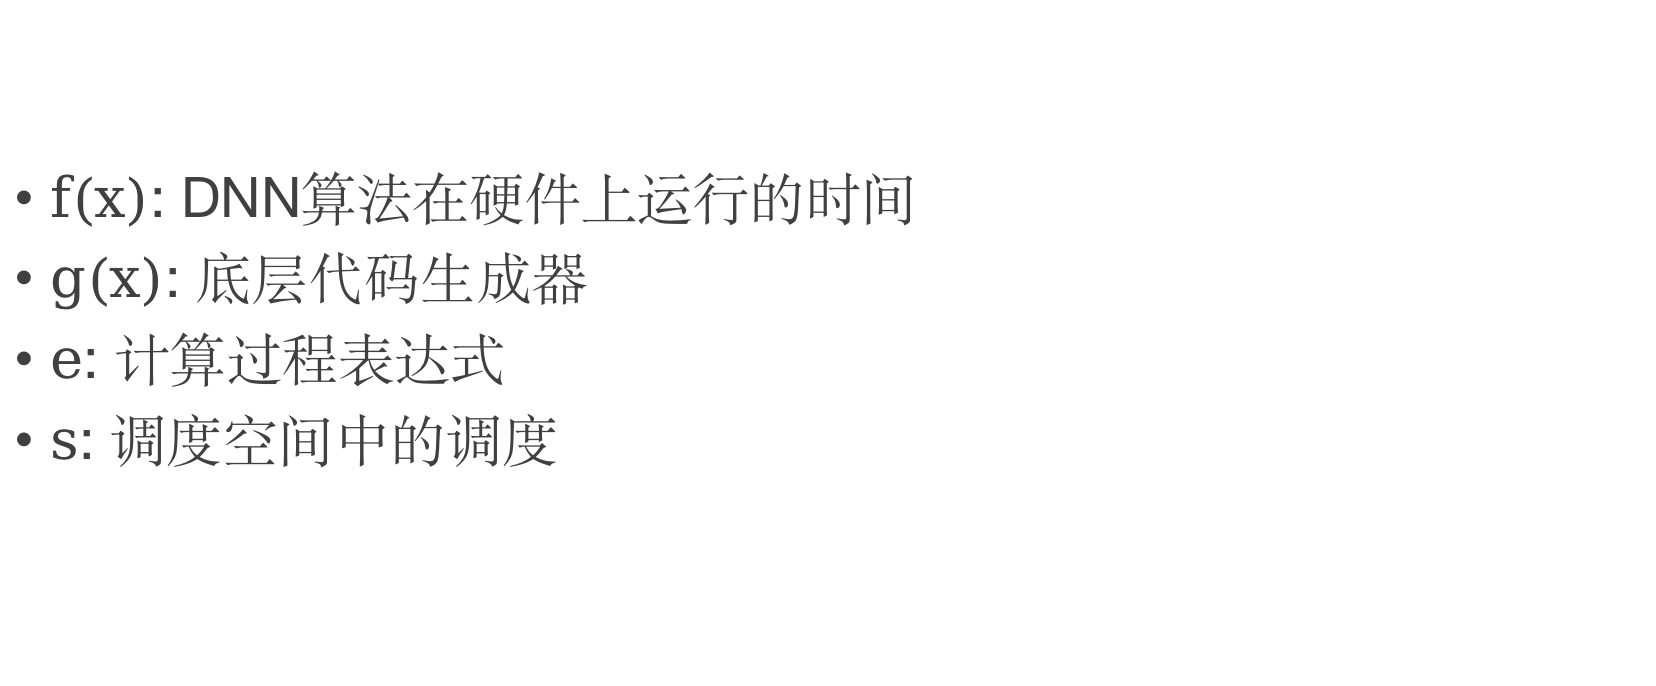 • f(x): DNN算法在硬件上运行的时间
• g(x): 底层代码生成器
• e: 计算过程表达式
• s: 调度空间中的调度